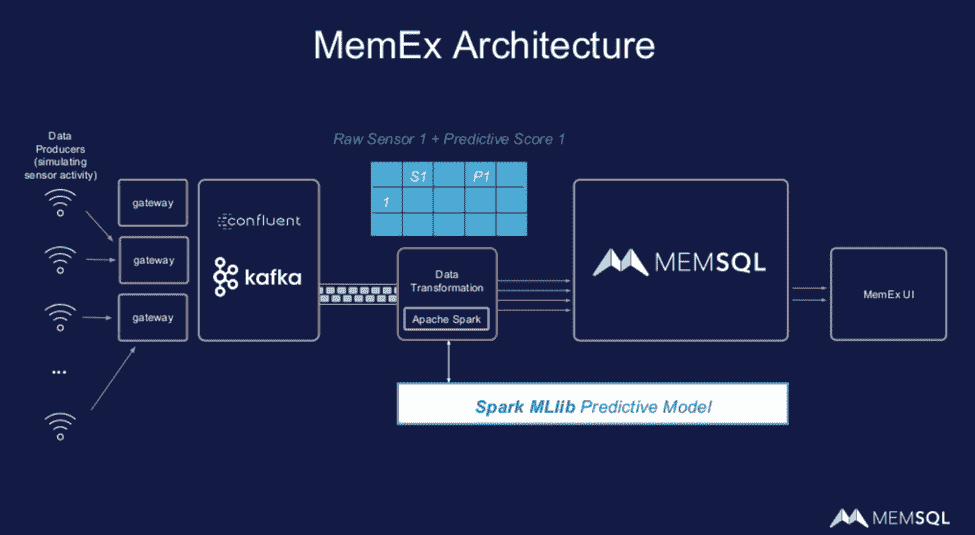 MemEx Architecture
Data
Producers
(simulating
sensor activity)
gateway
gateway
gateway
...
confluent
kafka
Raw Sensor 1 + Predictive Score 1
S1
P1
1
Data
Transformation
Apache Spark
Spark MLlib Predictive Model
MEMSQL
MemEx UI
MEMSQL